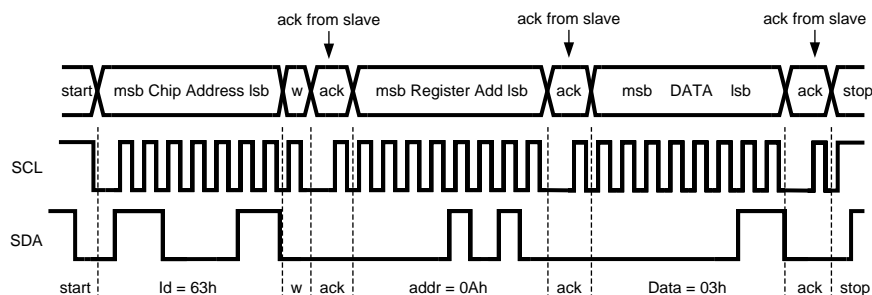 ack from slave ack from slave ack from slave
start msb Chip Address lsb w ack msb Register Add lsb ack msb DATA lsb ack stop
SCL
SDA
start Id = 63h w ack addr = 0Ah ack Data = 03h ack stop